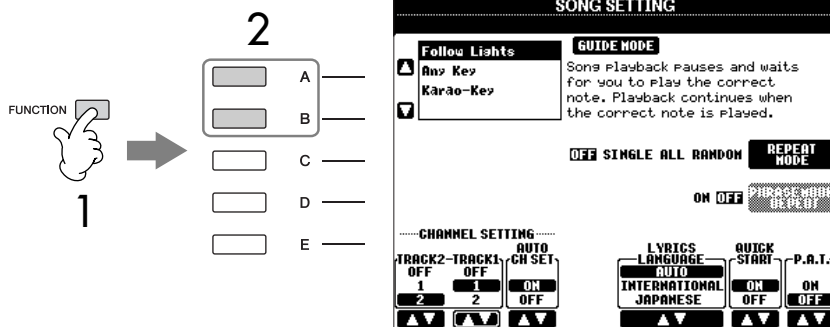 SONG SETTING
2
FUNCTION
1
A
B
C
D
E
Follow Lights
Any Key
Karao-Key
GUIDE MODE
Song playback pauses and waits
for you to play the correct
note. Playback continues when
the correct note is played.
OFF SINGLE ALL RANDOM REPEAT MODE
ON OFF PHRASE MARK REPEAT
CHANNEL SETTING
TRACK2 TRACK1 AUTO CH SET
OFF OFF
1 1 ON
2 2 OFF
LYRICS LANGUAGE QUICK START P.A.T.
AUTO
INTERNATIONAL ON ON
JAPANESE OFF OFF